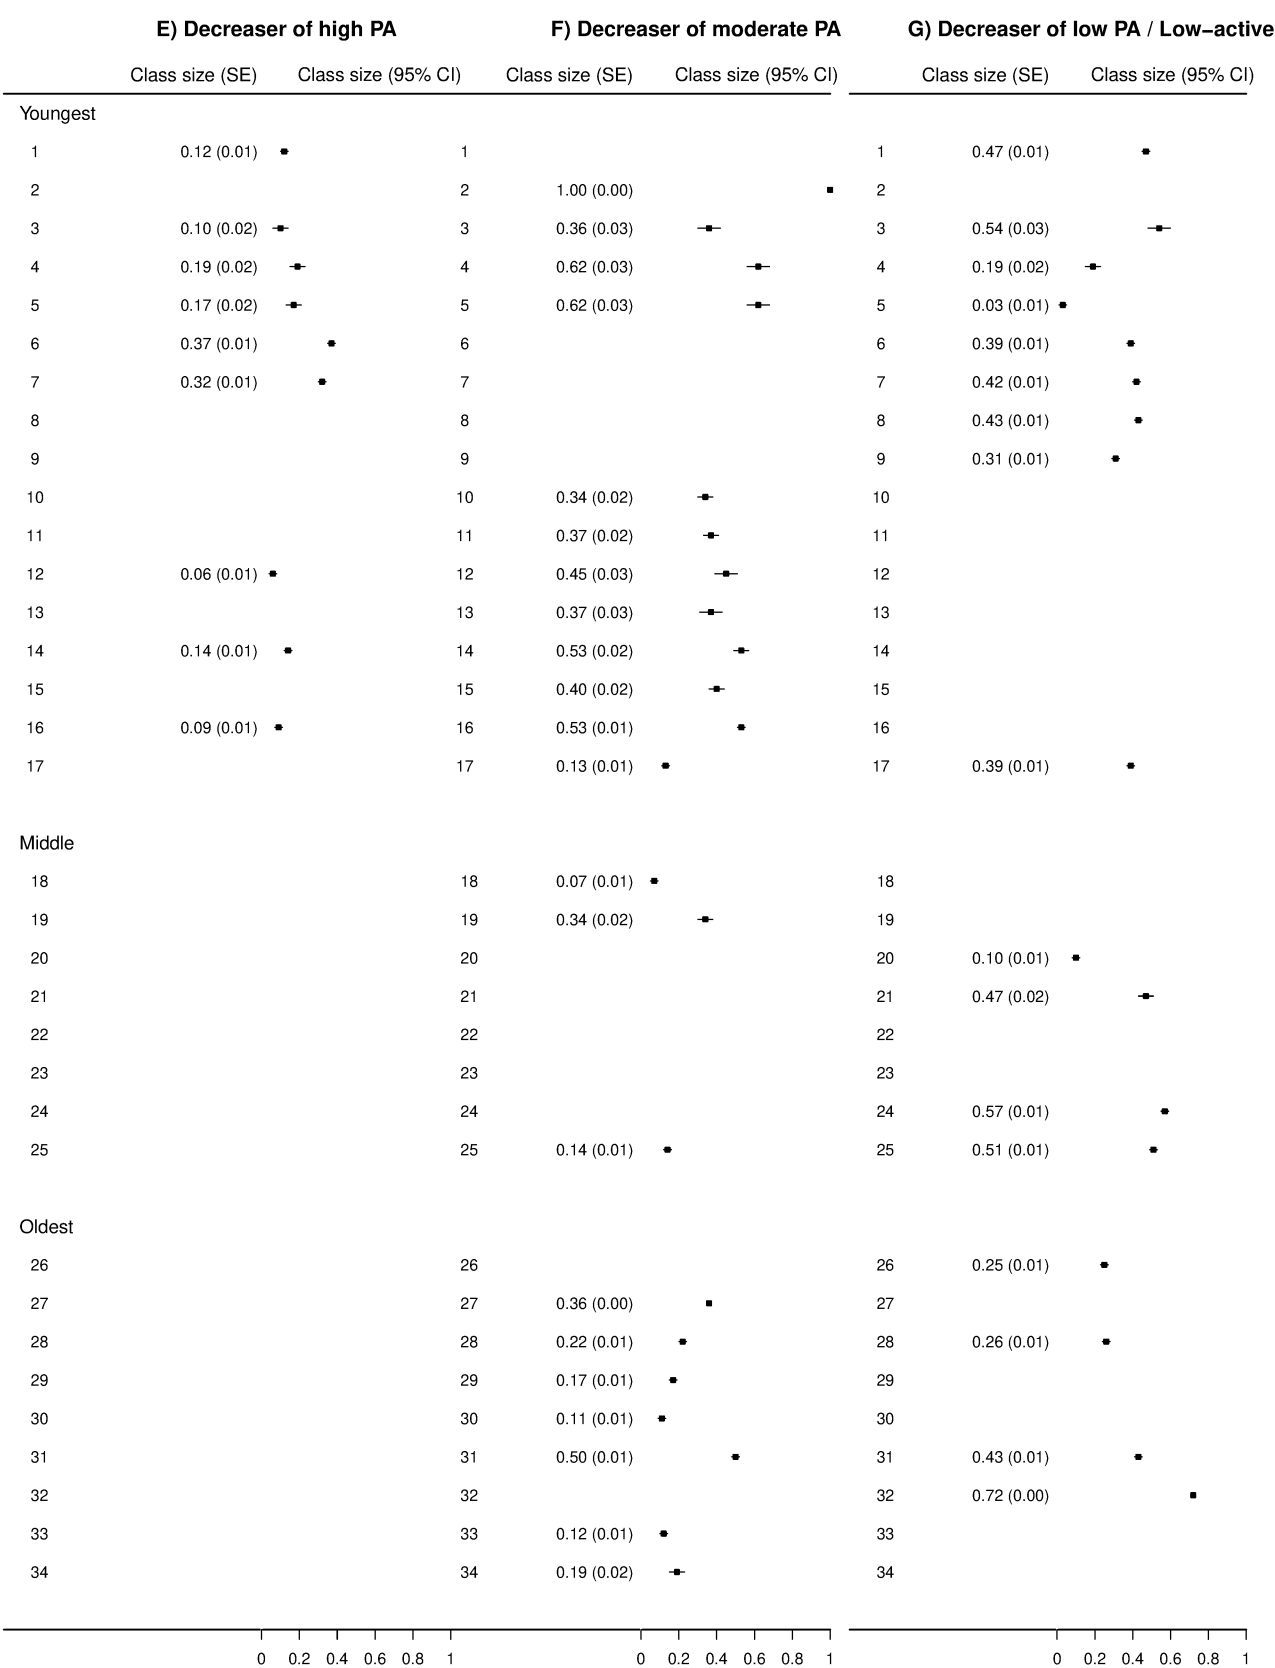 E) Decreaser of high PA F) Decreaser of moderate PA G) Decreaser of low PA / Low−active
Class size (SE) Class size (95% CI) Class size (SE) Class size (95% CI) Class size (SE) Class size (95% CI)
Youngest
1 0.12 (0.01) 1 1 0.47 (0.01)
2 2 1.00 (0.00) 2
3 0.10 (0.02) 3 0.36 (0.03) 3 0.54 (0.03)
4 0.19 (0.02) 4 0.62 (0.03) 4 0.19 (0.02)
5 0.17 (0.02) 5 0.62 (0.03) 5 0.03 (0.01)
6 0.37 (0.01) 6 6 0.39 (0.01)
7 0.32 (0.01) 7 7 0.42 (0.01)
8 8 8 0.43 (0.01)
9 9 9 0.31 (0.01)
10 10 0.34 (0.02) 10
11 11 0.37 (0.02) 11
12 0.06 (0.01) 12 0.45 (0.03) 12
13 13 0.37 (0.03) 13
14 0.14 (0.01) 14 0.53 (0.02) 14
15 15 0.40 (0.02) 15
16 0.09 (0.01) 16 0.53 (0.01) 16
17 17 0.13 (0.01) 17 0.39 (0.01)
Middle
18 18 0.07 (0.01) 18
19 19 0.34 (0.02) 19
20 20 20 0.10 (0.01)
21 21 21 0.47 (0.02)
22 22 22
23 23 23
24 24 24 0.57 (0.01)
25 25 0.14 (0.01) 25 0.51 (0.01)
Oldest
26 26 26 0.25 (0.01)
27 27 0.36 (0.00) 27
28 28 0.22 (0.01) 28 0.26 (0.01)
29 29 0.17 (0.01) 29
30 30 0.11 (0.01) 30
31 31 0.50 (0.01) 31 0.43 (0.01)
32 32 32 0.72 (0.00)
33 33 0.12 (0.01) 33
34 34 0.19 (0.02) 34
0 0.2 0.4 0.6 0.8 1 0 0.2 0.4 0.6 0.8 1 0 0.2 0.4 0.6 0.8 1